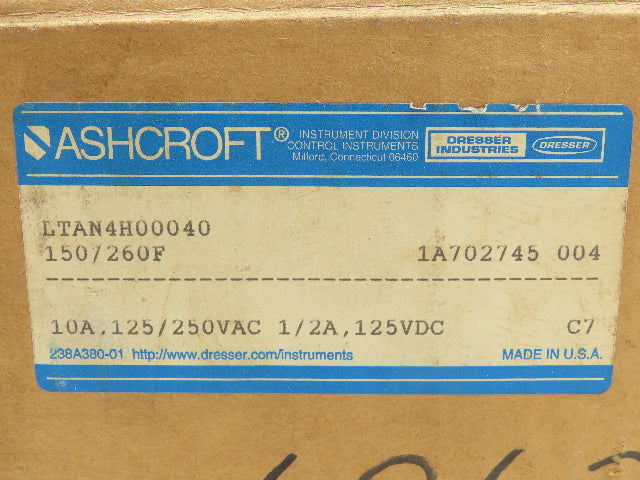 ASHCROFT®
INSTRUMENT DIVISION
CONTROL INSTRUMENTS
Milford, Connecticut 06460
DRESSER
INDUSTRIES
DRESSER
LTAN4H00040
150/260F 1A702745 004
--------------------------------------------------
10A,125/250VAC 1/2A,125VDC C7
238A380-01 http://www.dresser.com/instruments MADE IN U.S.A.